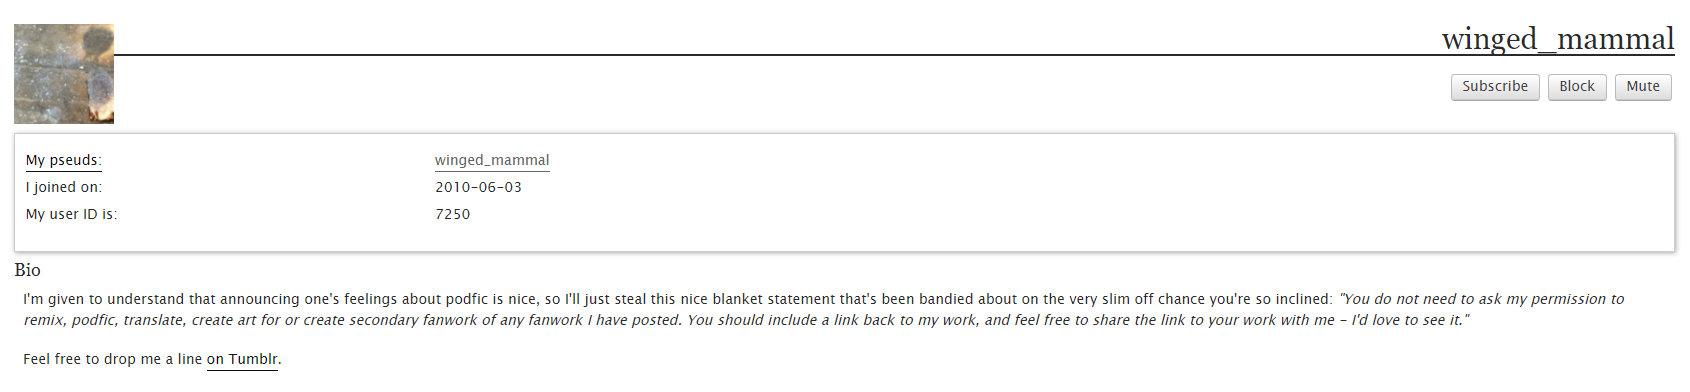 winged_mammal
Subscribe Block Mute
My pseuds: winged_mammal
I joined on: 2010-06-03
My user ID is: 7250
Bio
I'm given to understand that announcing one's feelings about podfic is nice, so I'll just steal this nice blanket statement that's been bandied about on the very slim off chance you're so inclined: "You do not need to ask my permission to
remix, podfic, translate, create art for or create secondary fanwork of any fanwork I have posted. You should include a link back to my work, and feel free to share the link to your work with me – I'd love to see it."
Feel free to drop me a line on Tumblr.